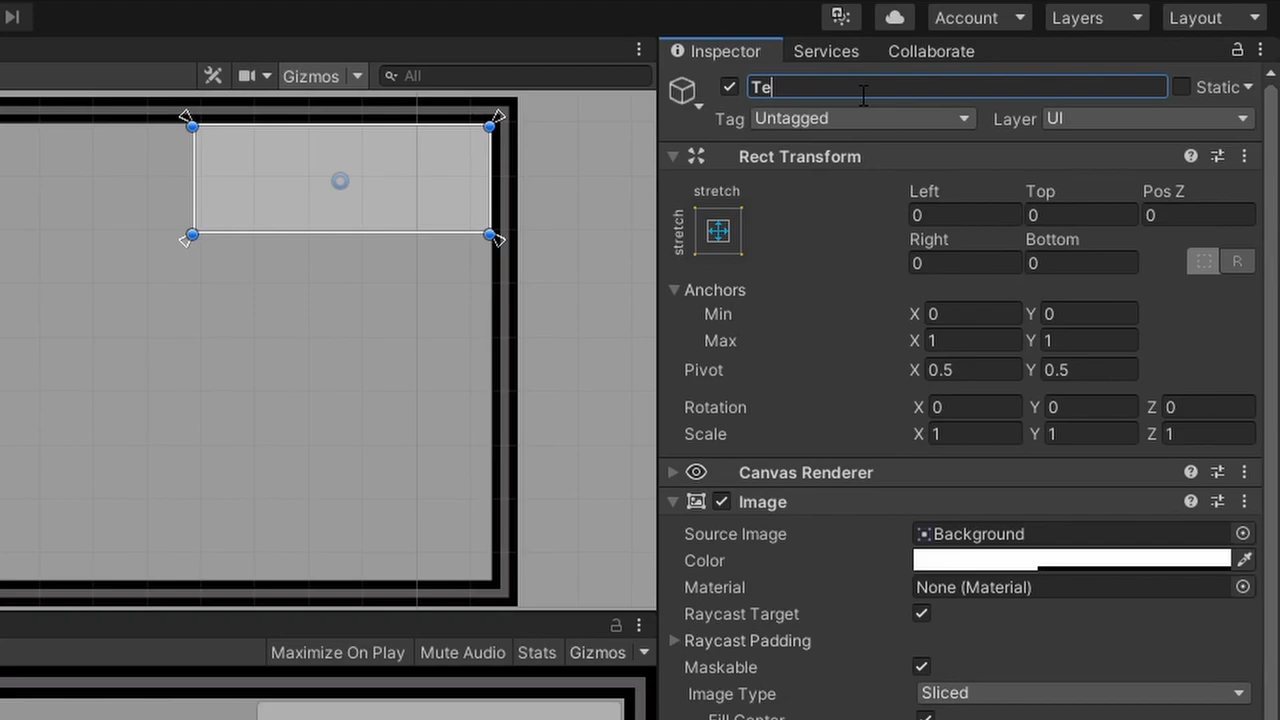 Account Layers Layout
Inspector Services Collaborate
Gizmos All
Te Static
Tag Untagged Layer UI
Rect Transform
stretch Left Top Pos Z
stretch 0 0 0
Right Bottom
0 0 R
Anchors
Min X 0 Y 0
Max X 1 Y 1
Pivot X 0.5 Y 0.5
Rotation X 0 Y 0 Z 0
Scale X 1 Y 1 Z 1
Canvas Renderer
Image
Source Image Background
Color
Material None (Material)
Raycast Target
Raycast Padding
Maximize On Play Mute Audio Stats Gizmos
Maskable
Image Type Sliced
Fill Center